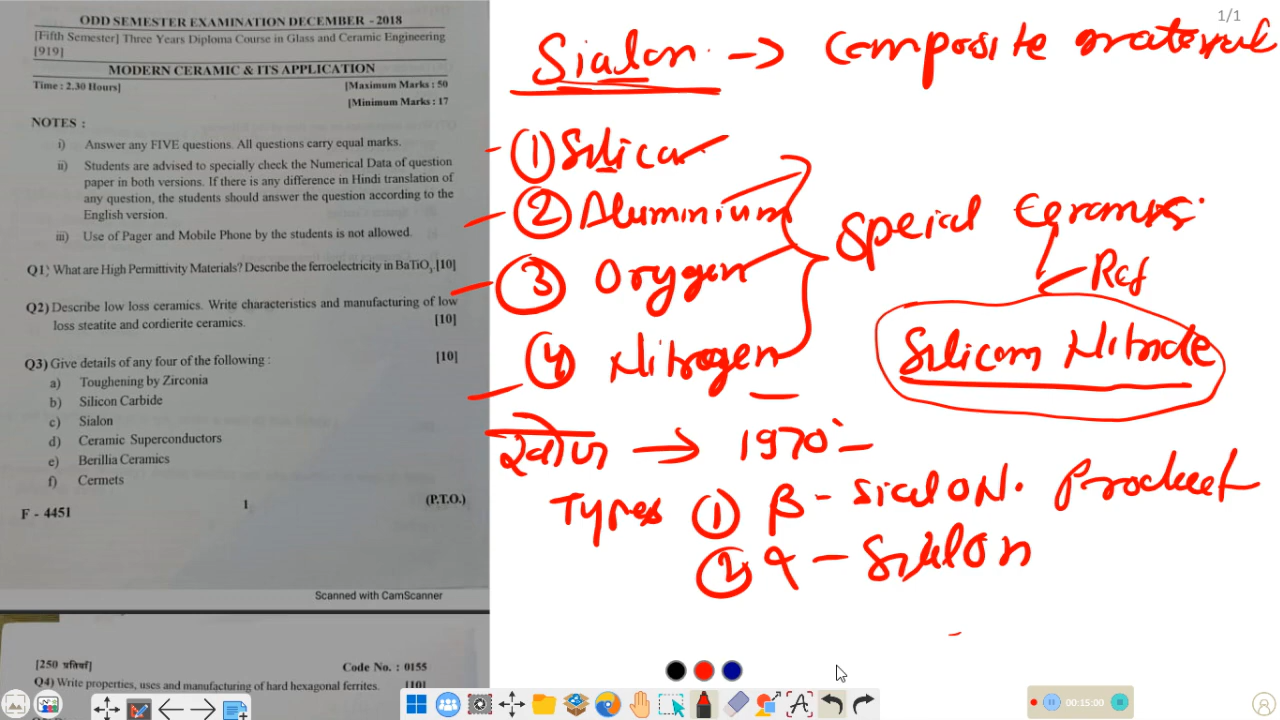 ODD SEMESTER EXAMINATION DECEMBER - 2018
[Fifth Semester] Three Years Diploma Course in Glass and Ceramic Engineering
[919]
MODERN CERAMIC & ITS APPLICATION
Time : 2.30 Hours] [Maximum Marks : 50
[Minimum Marks : 17
NOTES :
i) Answer any FIVE questions. All questions carry equal marks.
ii) Students are advised to specially check the Numerical Data of question
paper in both versions. If there is any difference in Hindi translation of
any question, the students should answer the question according to the
English version.
iii) Use of Pager and Mobile Phone by the students is not allowed.
Q1) What are High Permittivity Materials? Describe the ferroelectricity in BaTiO3 [10]
Q2) Describe low loss ceramics. Write characteristics and manufacturing of low
loss steatite and cordierite ceramics. [10]
Q3) Give details of any four of the following : [10]
a) Toughening by Zirconia
b) Silicon Carbide
c) Sialon
d) Ceramic Superconductors
e) Berillia Ceramics
f) Cermets
1 (P.T.O.)
F - 4451
Scanned with CamScanner
[250 प्रतियाँ] Code No. : 0155
Q4) Write properties, uses and manufacturing of hard hexagonal ferrites. [10]
1/1
Sialon → Composite material
① Silica
② Aluminium
③ Oxygen
④ Nitrogen
Special Ceramics.
Ref
Silicom Nitride
खोज → 1970 -
Types ① β - sialon. Product
② α - Sialon
00:15:00